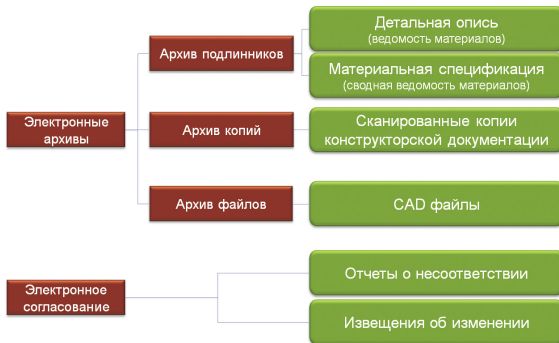 Электронные
архивы
Архив подлинников
Детальная опись
(ведомость материалов)
Материальная спецификация
(сводная ведомость материалов)
Архив копий
Сканированные копии
конструкторской документации
Архив файлов
CAD файлы
Электронное
согласование
Отчеты о несоответствии
Извещения об изменении